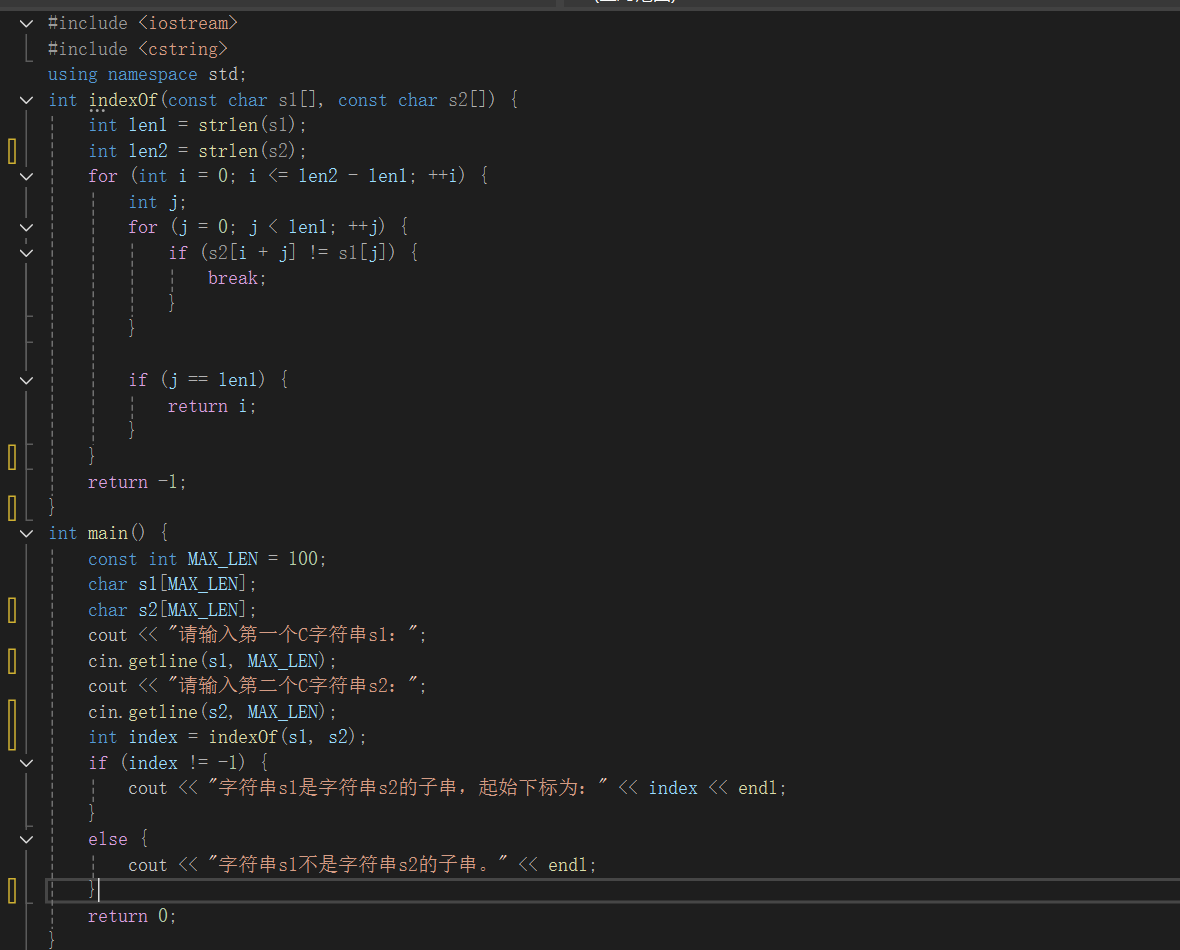 #include <iostream>
#include <cstring>
using namespace std;
int indexOf(const char s1[], const char s2[]) {
    int len1 = strlen(s1);
    int len2 = strlen(s2);
    for (int i = 0; i <= len2 - len1; ++i) {
        int j;
        for (j = 0; j < len1; ++j) {
            if (s2[i + j] != s1[j]) {
                break;
            }
        }

        if (j == len1) {
            return i;
        }
    }
    return -1;
}
int main() {
    const int MAX_LEN = 100;
    char s1[MAX_LEN];
    char s2[MAX_LEN];
    cout << "请输入第一个C字符串s1: ";
    cin.getline(s1, MAX_LEN);
    cout << "请输入第二个C字符串s2: ";
    cin.getline(s2, MAX_LEN);
    int index = indexOf(s1, s2);
    if (index != -1) {
        cout << "字符串s1是字符串s2的子串，起始下标为: " << index << endl;
    }
    else {
        cout << "字符串s1不是字符串s2的子串。" << endl;
    }
    return 0;
}